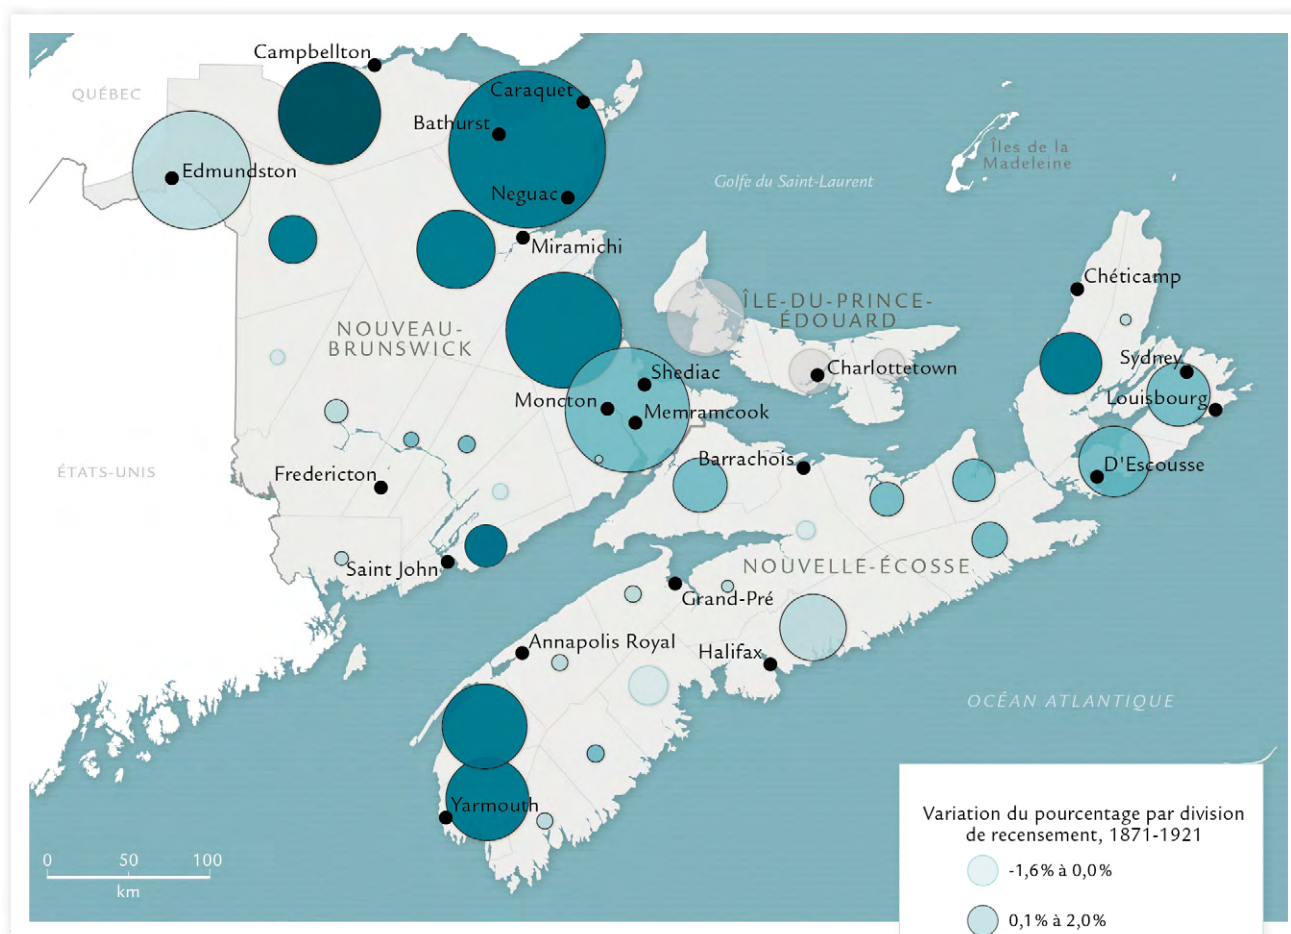 Campbellton
QUÉBEC
Caraquet
Bathurst
Îles de la
Madeleine
Edmundston
Golfe du Saint-Laurent
Neguac
Miramichi
Chéticamp
ÎLE-DU-PRINCE-
ÉDOUARD
NOUVEAU-
BRUNSWICK
Sydney
Charlottetown
Shediac
Louisbourg
Moncton
Memramcook
Barrachois
D'Escousse
ÉTATS-UNIS
Fredericton
Saint John
NOUVELLE-ÉCOSSE
Grand-Pré
Annapolis Royal
Halifax
OCÉAN ATLANTIQUE
Yarmouth
Variation du pourcentage par division
de recensement, 1871-1921
0 50 100
km
-1,6% à 0,0%
0,1% à 2,0%